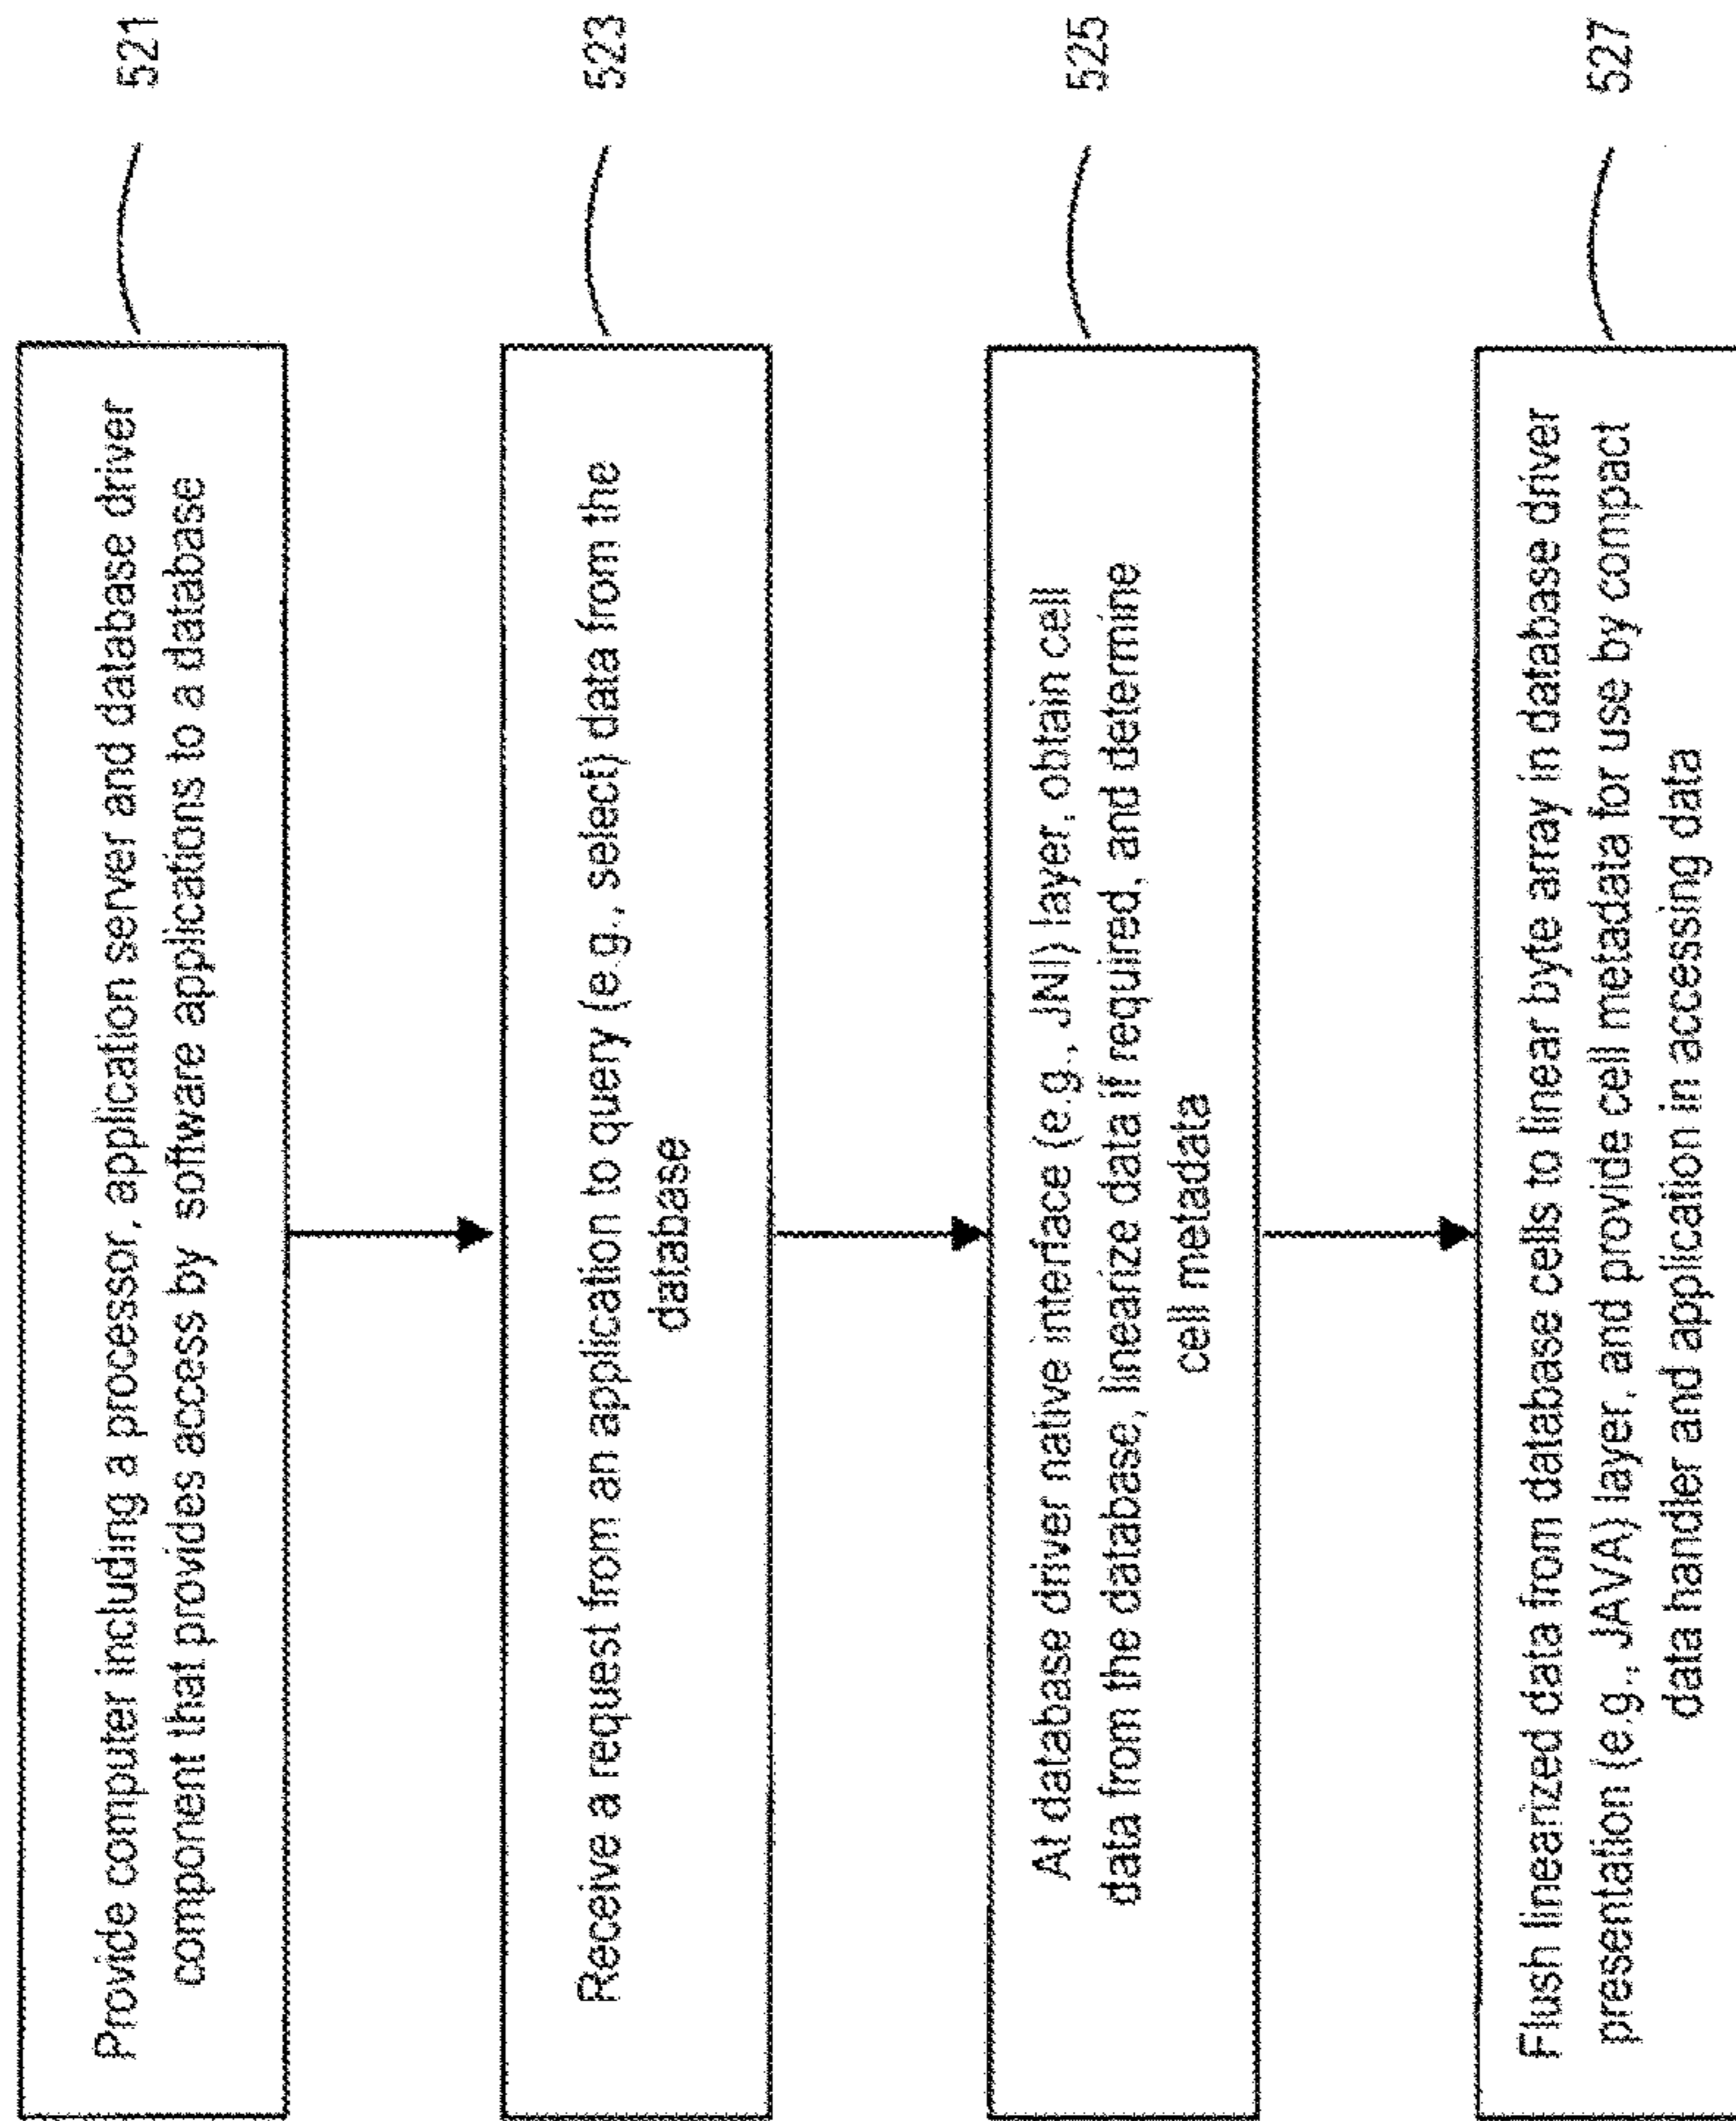 Provide computer including a processor, application server and database driver
component that provides access by software applications to a database
521
Receive a request from an application to query (e.g., select) data from the
database
523
At database driver native interface (e.g., JNI) layer, obtain cell
data from the database, linearize data if required, and determine
cell metadata
525
Flush linearized data from database cells to linear byte array in database driver
presentation (e.g., JAVA) layer, and provide cell metadata for use by compact
data handler and application in accessing data
527